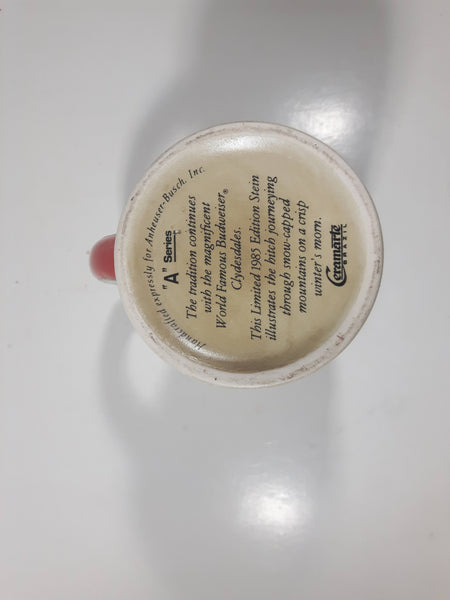 Handcrafted expressly for Anheuser-Busch, Inc.
"A" Series
The tradition continues
with the magnificent
World Famous Budweiser®
Clydesdales.
This Limited 1985 Edition Stein
illustrates the hitch journeying
through snow-capped
mountains on a crisp
winter's morn.
Ceramarte
BRAZIL